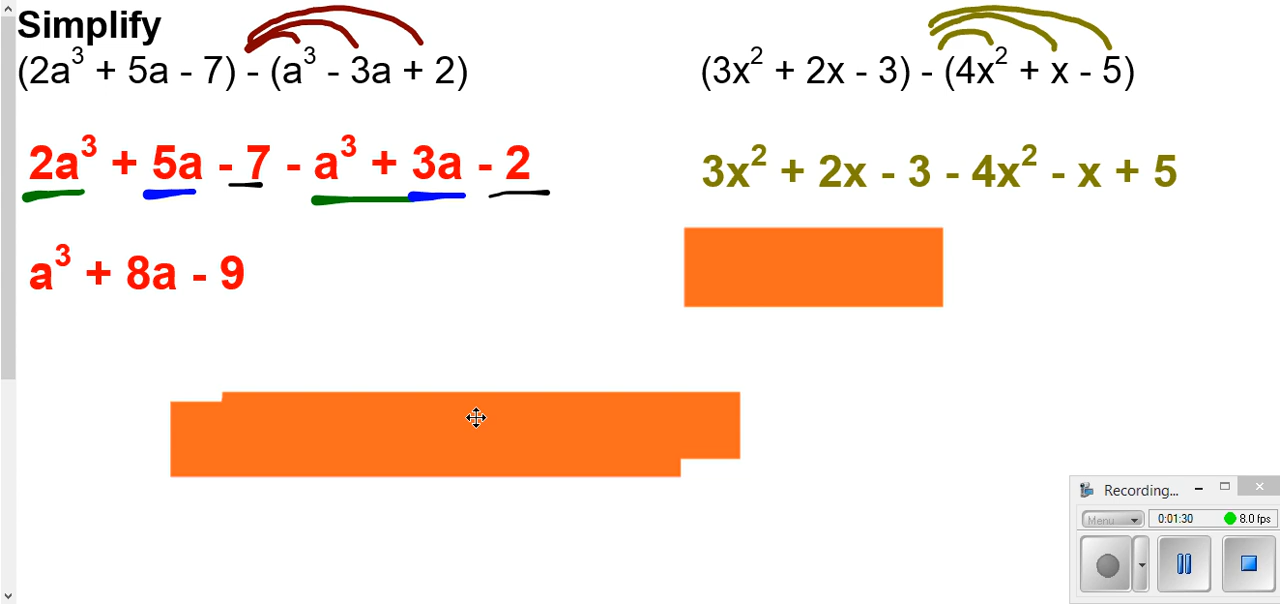 Simplify
(2a³ + 5a - 7) - (a³ - 3a + 2)
2a³ + 5a - 7 - a³ + 3a - 2
a³ + 8a - 9
(3x² + 2x - 3) - (4x² + x - 5)
3x² + 2x - 3 - 4x² - x + 5
Recording...
Menu
0:01:30
8.0 fps